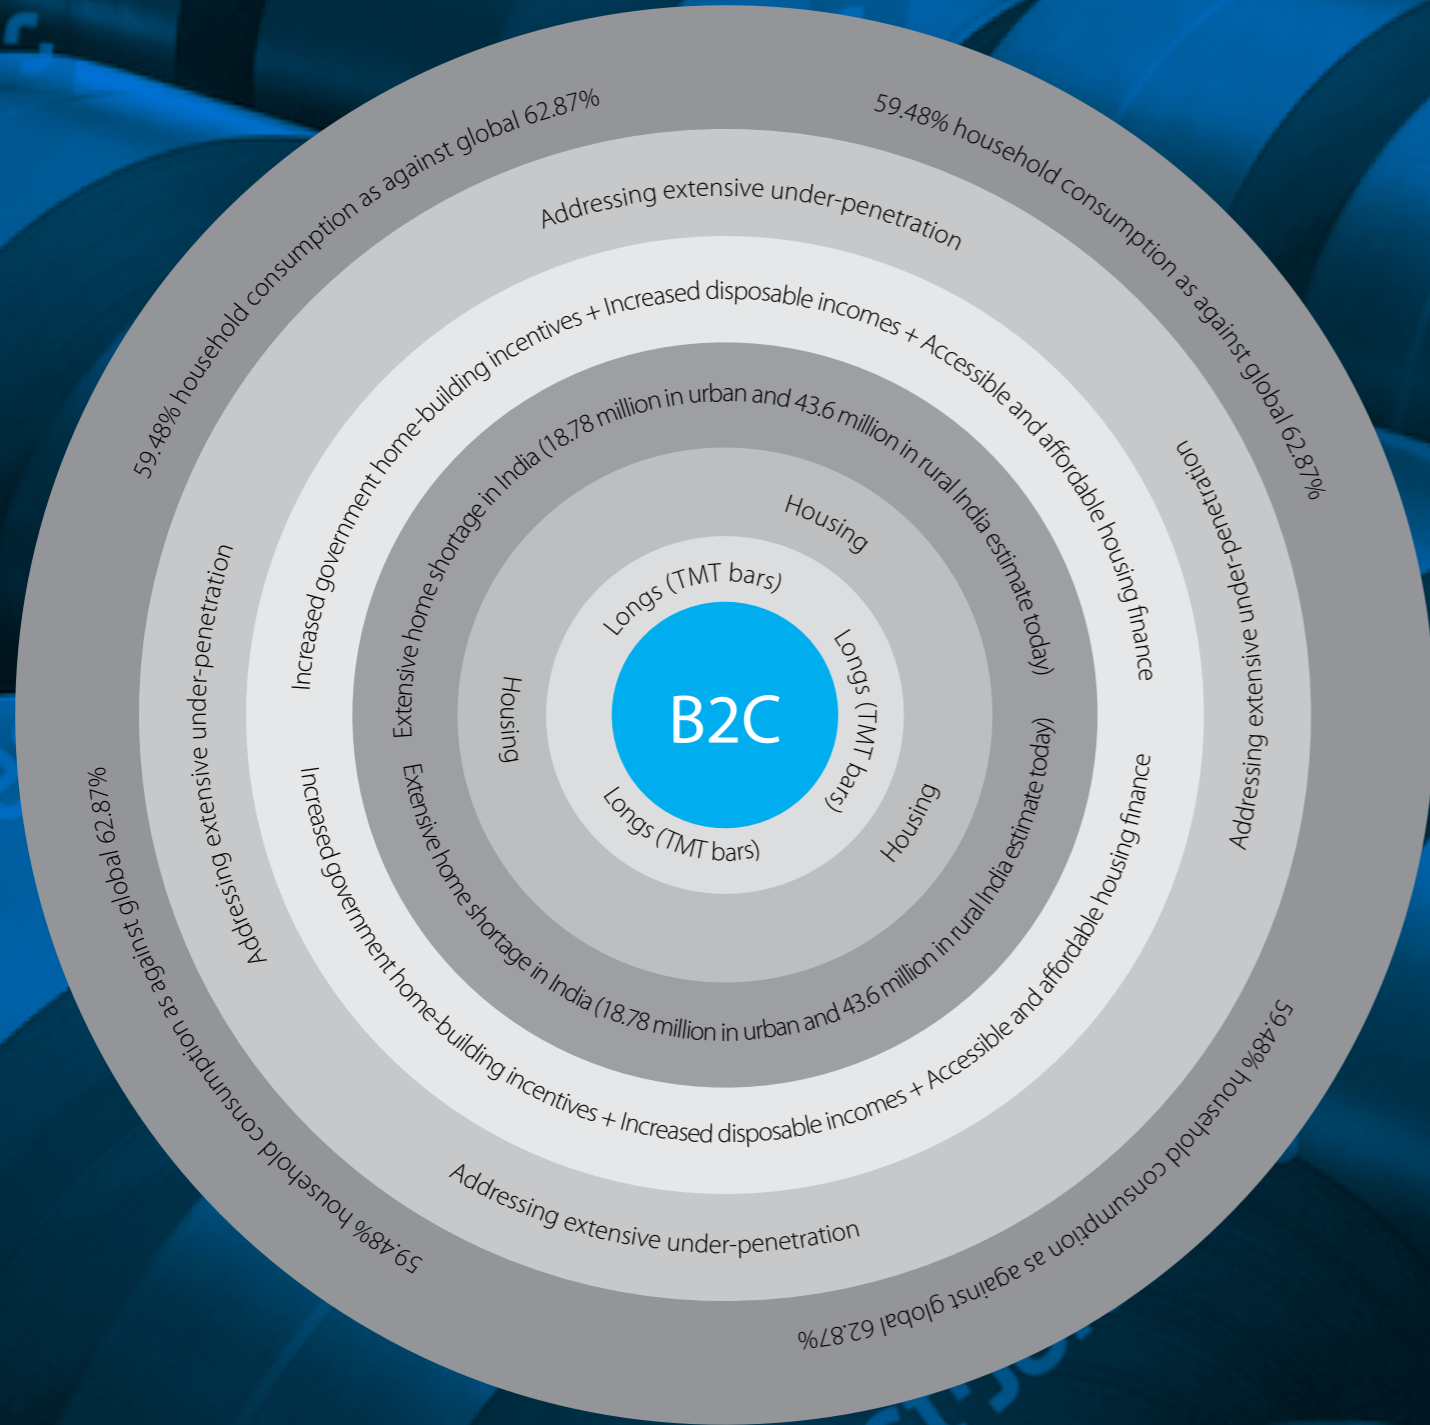 59.48% household consumption as against global 62.87%
59.48% household consumption as against global 62.87%
59.48% household consumption as against global 62.87%
59.48% household consumption as against global 62.87%
Addressing extensive under-penetration
Addressing extensive under-penetration
Addressing extensive under-penetration
Addressing extensive under-penetration
Increased government home-building incentives + Increased disposable incomes + Accessible and affordable housing finance
Increased government home-building incentives + Increased disposable incomes + Accessible and affordable housing finance
Extensive home shortage in India (18.78 million in urban and 43.6 million in rural India estimate today)
Extensive home shortage in India (18.78 million in urban and 43.6 million in rural India estimate today)
Housing
Housing
Housing
Longs (TMT bars)
Longs (TMT bars)
Longs (TMT bars)
B2C